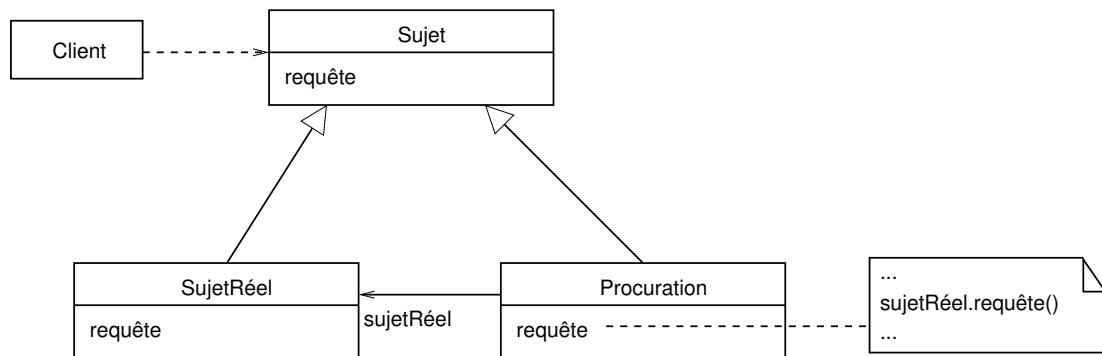 Client
Sujet
requête
SujetRéel
requête
sujetRéel
Procuration
requête
...
sujetRéel.requête()
...